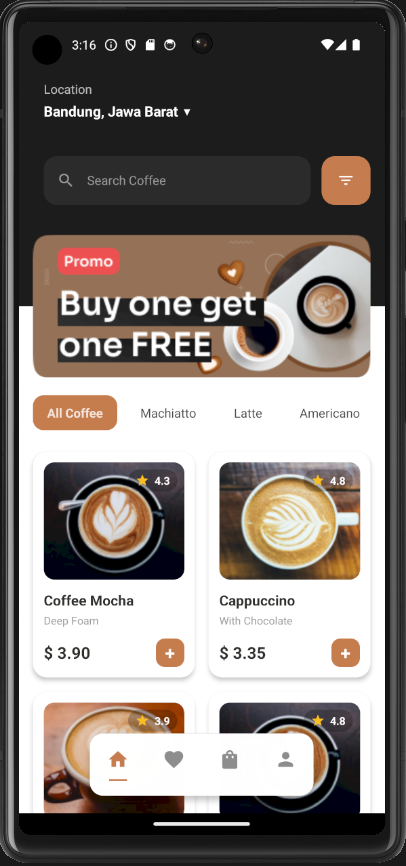 3:16
Location
Bandung, Jawa Barat
Search Coffee
Promo
Buy one get
one FREE
All Coffee Machiatto Latte Americano
4.3 4.8
Coffee Mocha Cappuccino
Deep Foam With Chocolate
$ 3.90 + $ 3.35 +
3.9 4.8